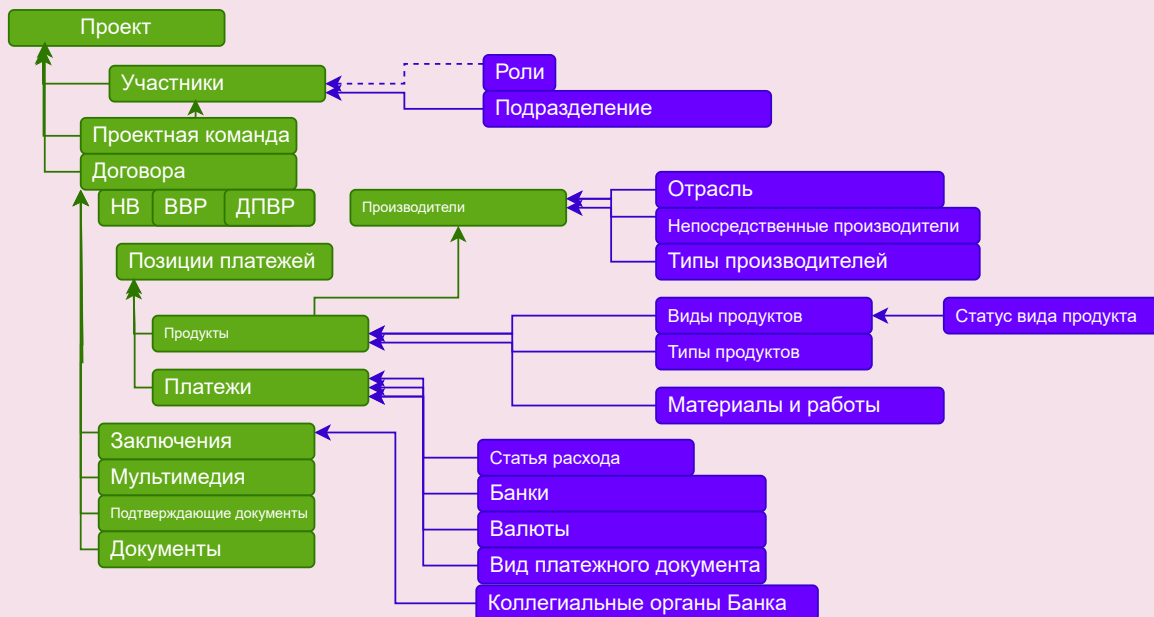 Проект
Участники
Роли
Подразделение
Проектная команда
Договора
НВ ВВР ДПВР
Производители
Отрасль
Непосредственные производители
Типы производителей
Позиции платежей
Продукты
Виды продуктов
Статус вида продукта
Типы продуктов
Платежи
Материалы и работы
Заключения
Мультимедия
Подтверждающие документы
Документы
Статья расхода
Банки
Валюты
Вид платежного документа
Коллегиальные органы Банка